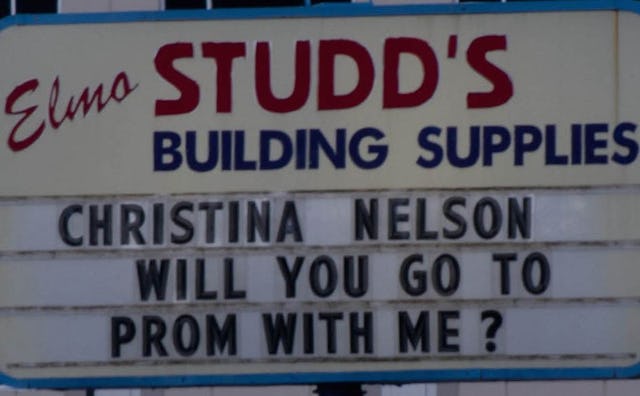 Elmo STUDD'S
BUILDING SUPPLIES
CHRISTINA NELSON
WILL YOU GO TO
PROM WITH ME?